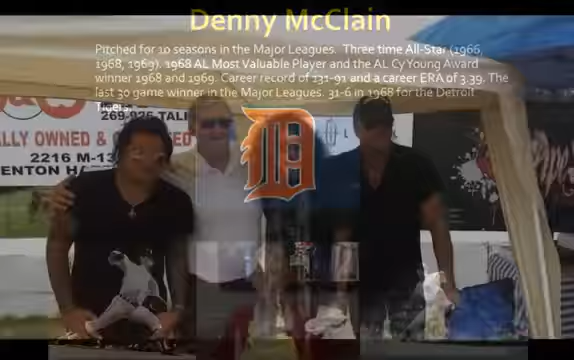 Denny McClain
Pitched for 10 seasons in the Major Leagues. Three time All-Star (1966,
1968, 1969). 1968 AL Most Valuable Player and the AL Cy Young Award
winner 1968 and 1969. Career record of 131-91 and a career ERA of 3.39. The
last 30 game winner in the Major Leagues. 31-6 in 1968 for the Detroit
Tigers.
269-926-TALK
ALLY OWNED &
2216 M-13
ENTON HA
D